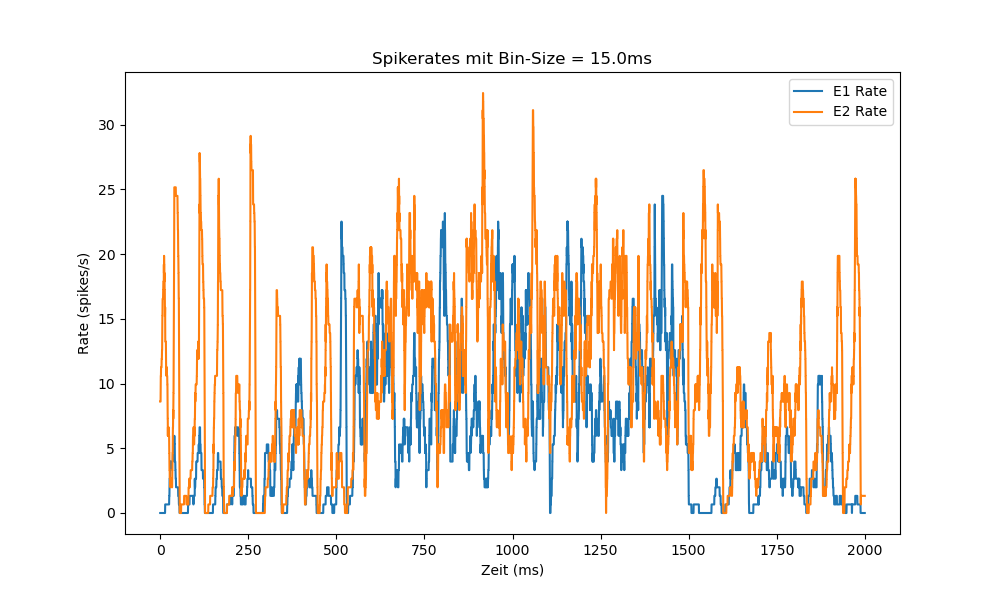 Spikerates mit Bin-Size = 15.0ms
E1 Rate
E2 Rate
Rate (spikes/s)
30
25
20
15
10
5
0
0 250 500 750 1000 1250 1500 1750 2000
Zeit (ms)